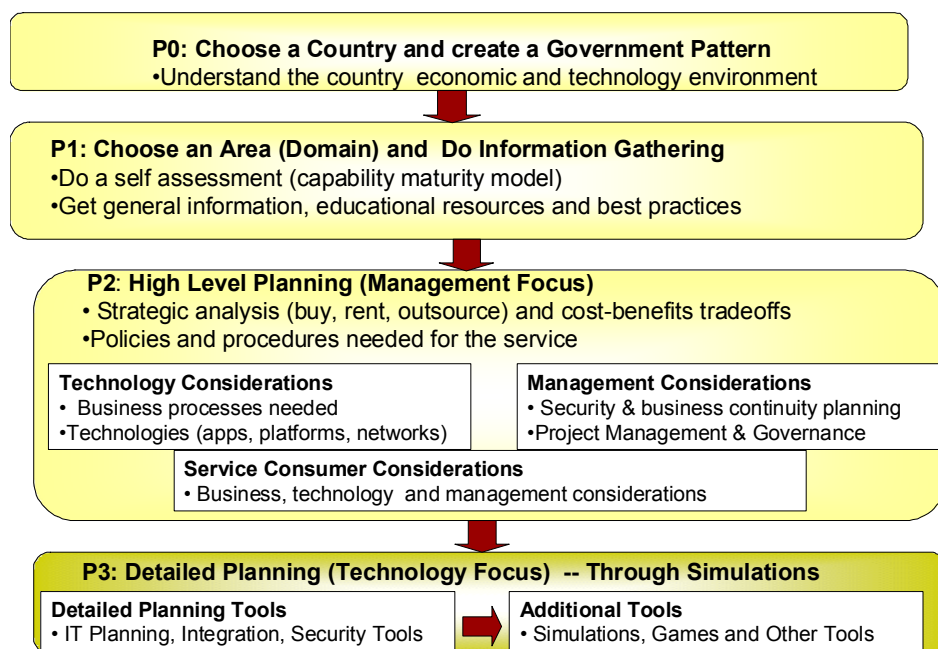 P0: Choose a Country and create a Government Pattern
•Understand the country economic and technology environment
P1: Choose an Area (Domain) and Do Information Gathering
•Do a self assessment (capability maturity model)
•Get general information, educational resources and best practices
P2: High Level Planning (Management Focus)
• Strategic analysis (buy, rent, outsource) and cost-benefits tradeoffs
•Policies and procedures needed for the service
Technology Considerations
• Business processes needed
•Technologies (apps, platforms, networks)
Management Considerations
• Security & business continuity planning
•Project Management & Governance
Service Consumer Considerations
• Business, technology and management considerations
P3: Detailed Planning (Technology Focus) -- Through Simulations
Detailed Planning Tools
• IT Planning, Integration, Security Tools
Additional Tools
• Simulations, Games and Other Tools